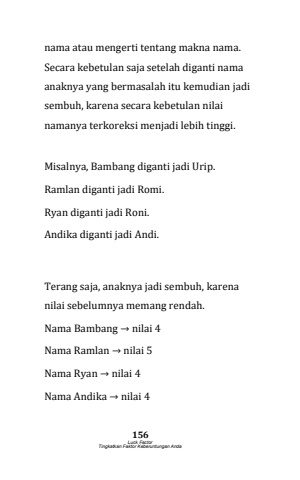 nama atau mengerti tentang makna nama.
Secara kebetulan saja setelah diganti nama
anaknya yang bermasalah itu kemudian jadi
sembuh, karena secara kebetulan nilai
namanya terkoreksi menjadi lebih tinggi.
Misalnya, Bambang diganti jadi Urip.
Ramlan diganti jadi Romi.
Ryan diganti jadi Roni.
Andika diganti jadi Andi.
Terang saja, anaknya jadi sembuh, karena
nilai sebelumnya memang rendah.
Nama Bambang → nilai 4
Nama Ramlan → nilai 5
Nama Ryan → nilai 4
Nama Andika → nilai 4
156
Luck Factor
Tingkatkan Faktor Keberuntungan Anda